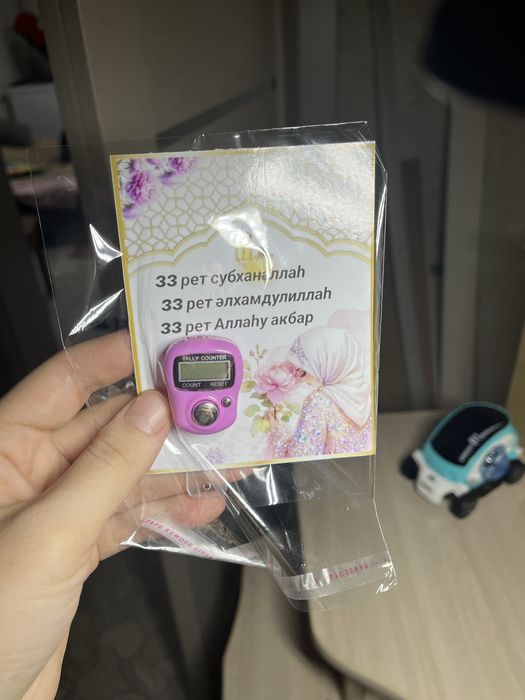 33 рет субханаллаһ
33 рет әлхамдулиллаһ
33 рет Аллаһу акбар
TALLY COUNTER
COUNT RESET